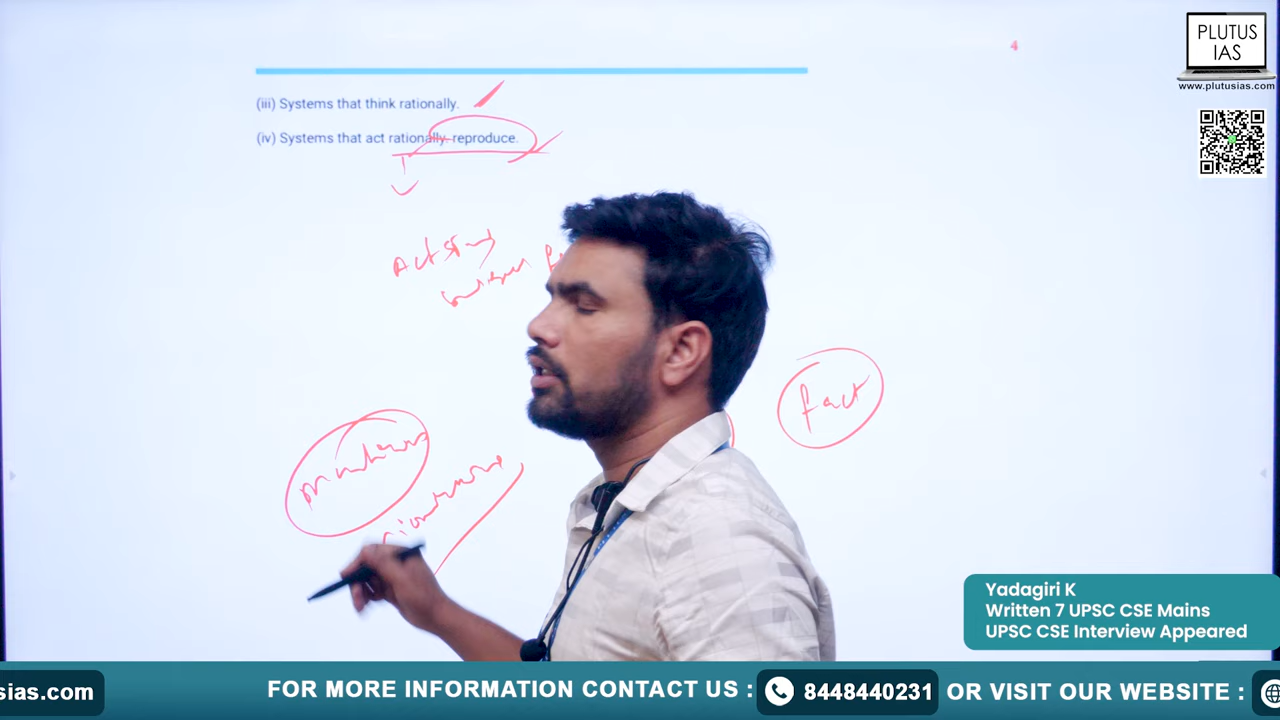 4
PLUTUS
IAS
www.plutusias.com
(iii) Systems that think rationally.
(iv) Systems that act rationally reproduce.
Act
fact
Yadagiri K
Written 7 UPSC CSE Mains
UPSC CSE Interview Appeared
sias.com
FOR MORE INFORMATION CONTACT US :
8448440231
OR VISIT OUR WEBSITE :